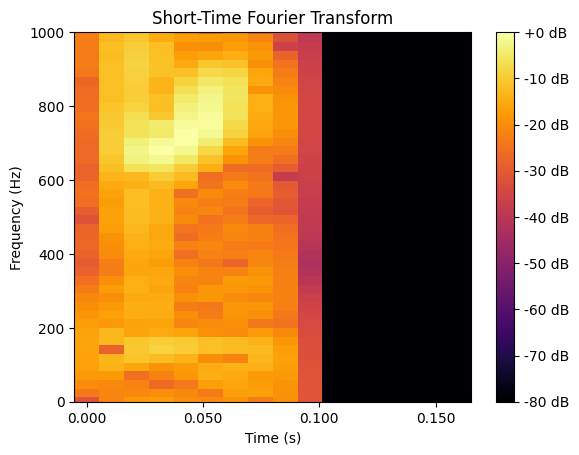 Short-Time Fourier Transform
1000
800
600
400
200
0
Frequency (Hz)
0.000
0.050
0.100
0.150
Time (s)
+0 dB
-10 dB
-20 dB
-30 dB
-40 dB
-50 dB
-60 dB
-70 dB
-80 dB